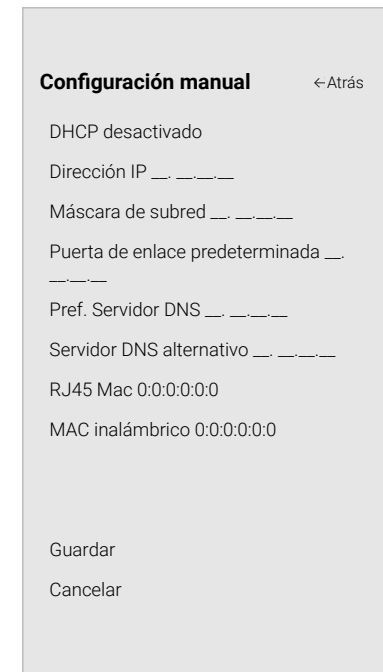 Configuración manual ←Atrás
DHCP desactivado
Dirección IP __. __.__.__
Máscara de subred __. __.__.__
Puerta de enlace predeterminada __.
__.__.__
Pref. Servidor DNS __. __.__.__
Servidor DNS alternativo __. __.__.__
RJ45 Mac 0:0:0:0:0:0
MAC inalámbrico 0:0:0:0:0:0
Guardar
Cancelar